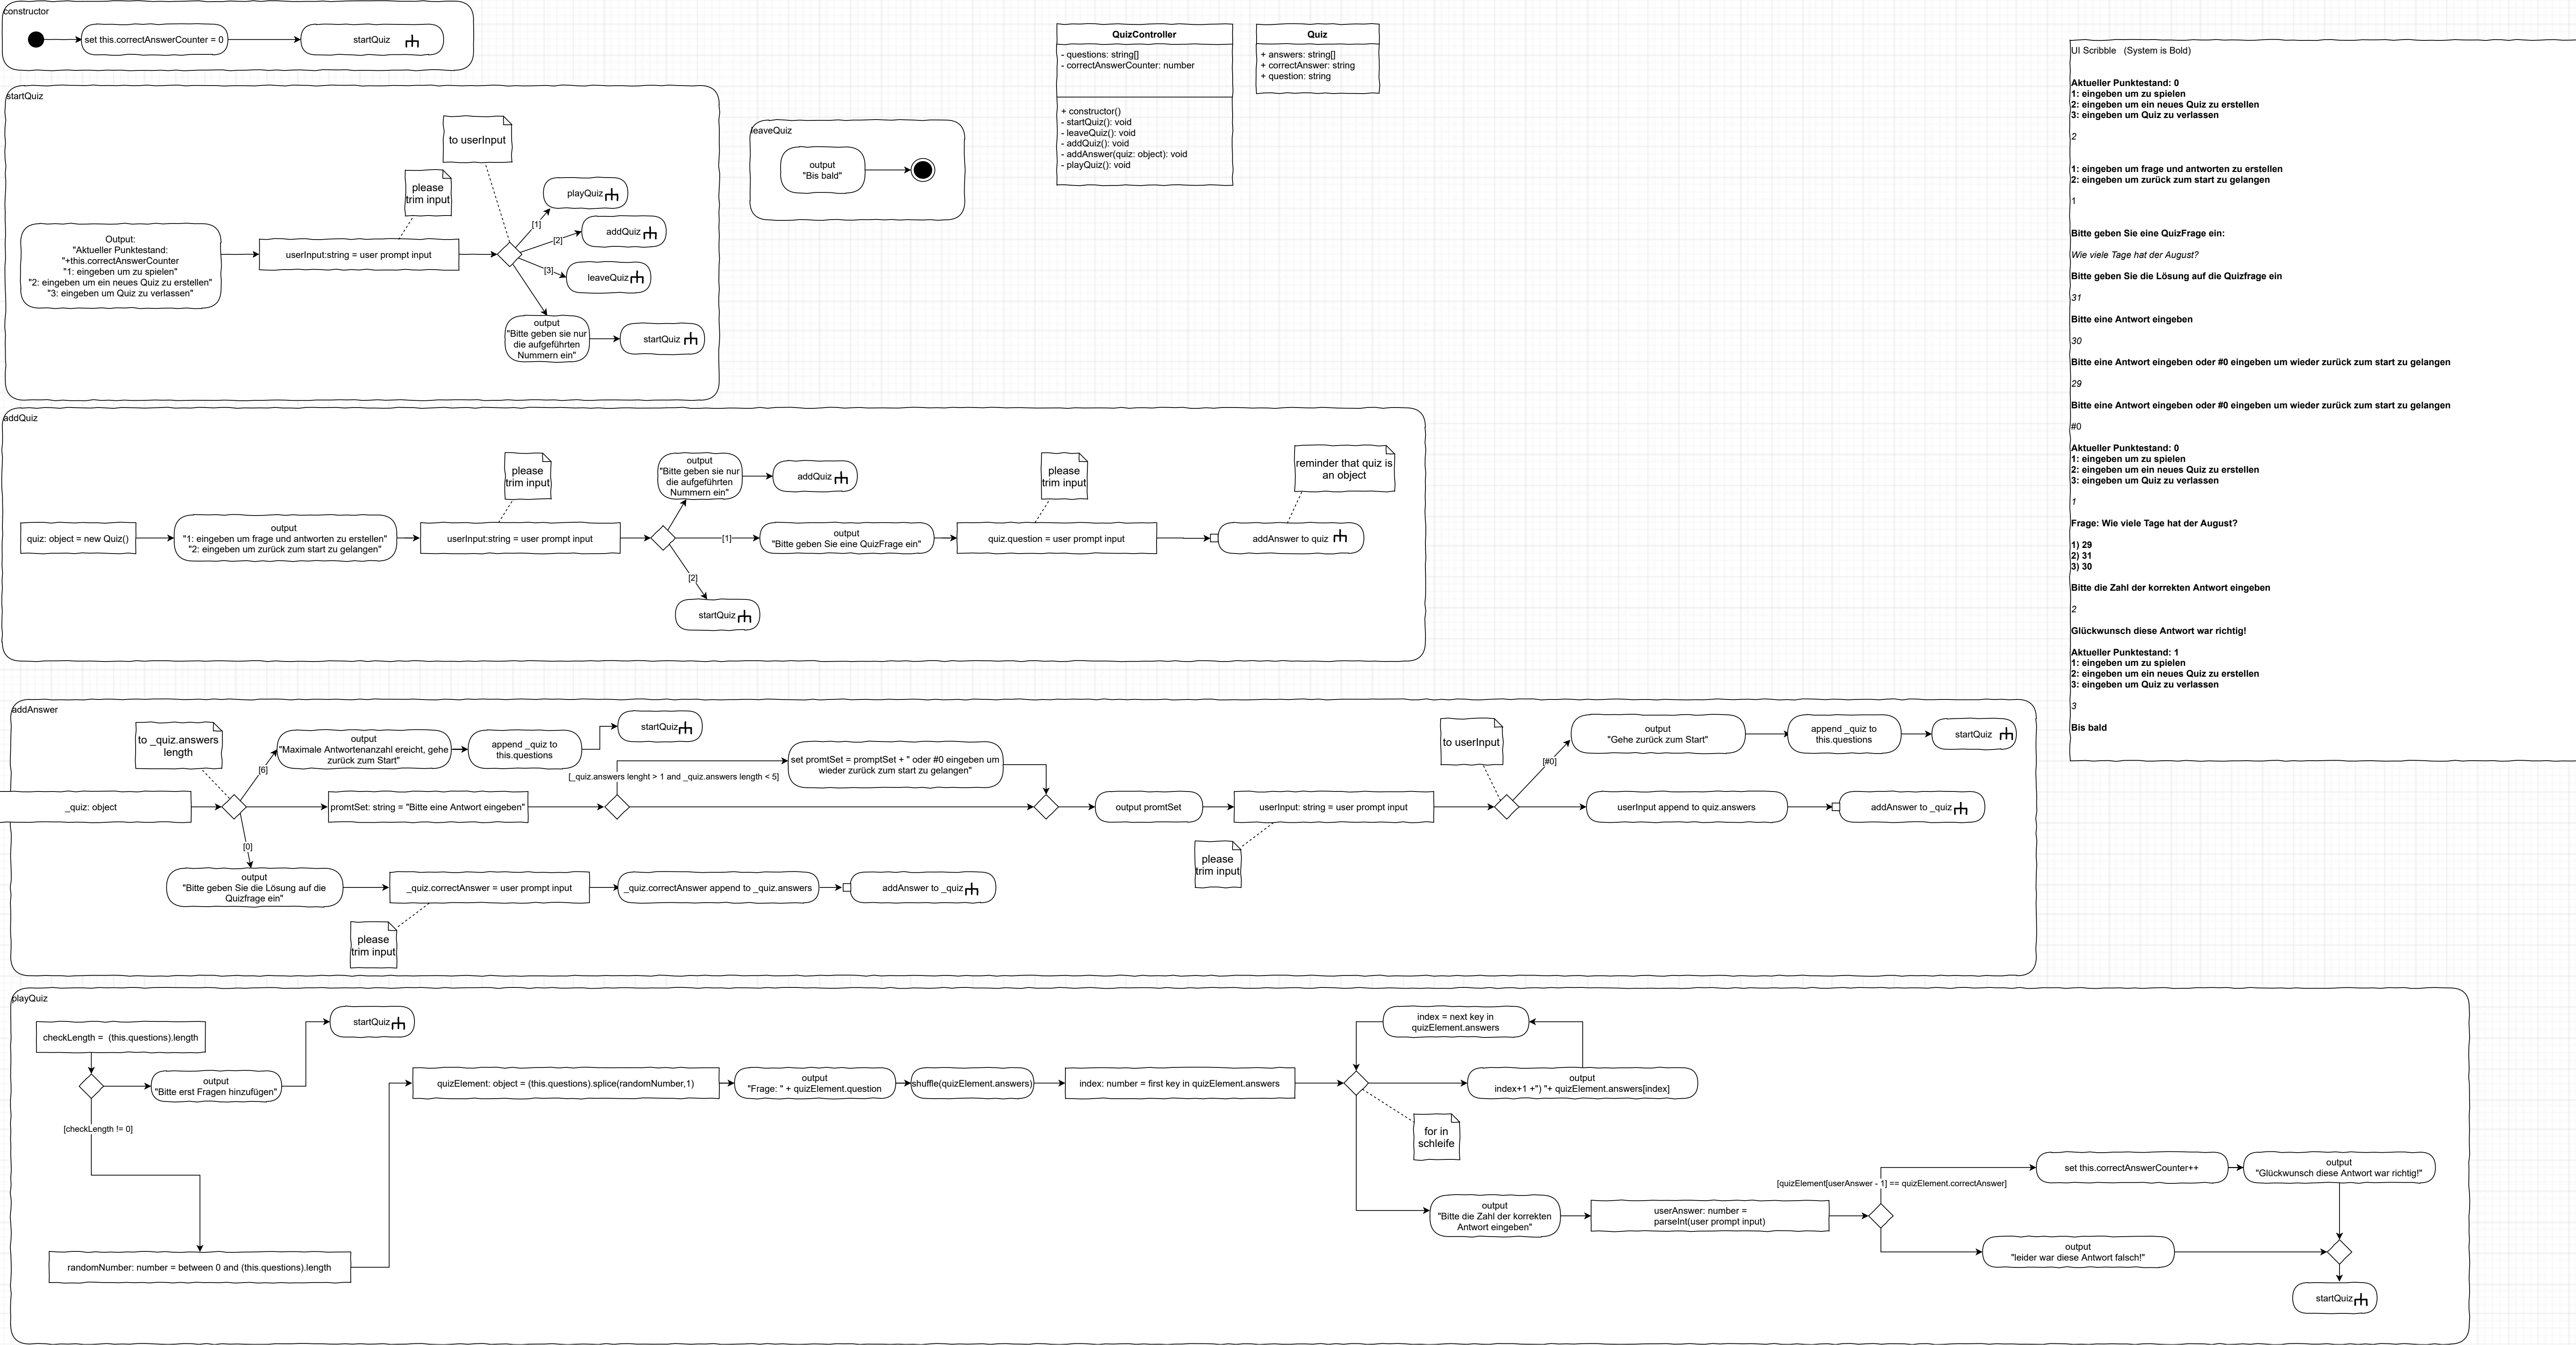 constructor
set this.correctAnswerCounter = 0
startQuiz
startQuiz
to userInput
please
trim input
Output:
"Aktueller Punktestand:
"+this.correctAnswerCounter
"1: eingeben um zu spielen"
"2: eingeben um ein neues Quiz zu erstellen"
"3: eingeben um Quiz zu verlassen"
userInput:string = user prompt input
[1]
playQuiz
[2]
addQuiz
[3]
leaveQuiz
output
"Bitte geben sie nur
die aufgeführten
Nummern ein"
startQuiz
leaveQuiz
output
"Bis bald"
QuizController
- questions: string[]
- correctAnswerCounter: number
+ constructor()
- startQuiz(): void
- leaveQuiz(): void
- addQuiz(): void
- addAnswer(quiz: object): void
- playQuiz(): void
Quiz
+ answers: string[]
+ correctAnswer: string
+ question: string
addQuiz
quiz: object = new Quiz()
output
"1: eingeben um frage und antworten zu erstellen"
"2: eingeben um zurück zum start zu gelangen"
please
trim input
userInput:string = user prompt input
output
"Bitte geben sie nur
die aufgeführten
Nummern ein"
addQuiz
[1]
output
"Bitte geben Sie eine QuizFrage ein"
please
trim input
quiz.question = user prompt input
reminder that quiz is
an object
addAnswer to quiz
[2]
startQuiz
addAnswer
to _quiz.answers
length
_quiz: object
[6]
output
"Maximale Antwortenanzahl ereicht, gehe
zurück zum Start"
append _quiz to
this.questions
startQuiz
promtSet: string = "Bitte eine Antwort eingeben"
[_quiz.answers lenght > 1 and _quiz.answers length < 5]
set promtSet = promptSet + " oder #0 eingeben um
wieder zurück zum start zu gelangen"
output promtSet
userInput: string = user prompt input
please
trim input
to userInput
[#0]
output
"Gehe zurück zum Start"
append _quiz to
this.questions
startQuiz
userInput append to quiz.answers
addAnswer to _quiz
[0]
output
"Bitte geben Sie die Lösung auf die
Quizfrage ein"
_quiz.correctAnswer = user prompt input
please
trim input
_quiz.correctAnswer append to _quiz.answers
addAnswer to _quiz
playQuiz
checkLength =  (this.questions).length
output
"Bitte erst Fragen hinzufügen"
startQuiz
[checkLength != 0]
randomNumber: number = between 0 and (this.questions).length
quizElement: object = (this.questions).splice(randomNumber,1)
output
"Frage: " + quizElement.question
shuffle(quizElement.answers)
index: number = first key in quizElement.answers
index = next key in
quizElement.answers
output
index+1 +") "+ quizElement.answers[index]
for in
schleife
output
"Bitte die Zahl der korrekten
Antwort eingeben"
userAnswer: number =
parseInt(user prompt input)
[quizElement[userAnswer - 1] == quizElement.correctAnswer]
set this.correctAnswerCounter++
output
"Glückwunsch diese Antwort war richtig!"
output
"leider war diese Antwort falsch!"
startQuiz
UI Scribble   (System is Bold)
Aktueller Punktestand: 0
1: eingeben um zu spielen
2: eingeben um ein neues Quiz zu erstellen
3: eingeben um Quiz zu verlassen
2
1: eingeben um frage und antworten zu erstellen
2: eingeben um zurück zum start zu gelangen
1
Bitte geben Sie eine QuizFrage ein:
Wie viele Tage hat der August?
Bitte geben Sie die Lösung auf die Quizfrage ein
31
Bitte eine Antwort eingeben
30
Bitte eine Antwort eingeben oder #0 eingeben um wieder zurück zum start zu gelangen
29
Bitte eine Antwort eingeben oder #0 eingeben um wieder zurück zum start zu gelangen
#0
Aktueller Punktestand: 0
1: eingeben um zu spielen
2: eingeben um ein neues Quiz zu erstellen
3: eingeben um Quiz zu verlassen
1
Frage: Wie viele Tage hat der August?
1) 29
2) 31
3) 30
Bitte die Zahl der korrekten Antwort eingeben
2
Glückwunsch diese Antwort war richtig!
Aktueller Punktestand: 1
1: eingeben um zu spielen
2: eingeben um ein neues Quiz zu erstellen
3: eingeben um Quiz zu verlassen
3
Bis bald